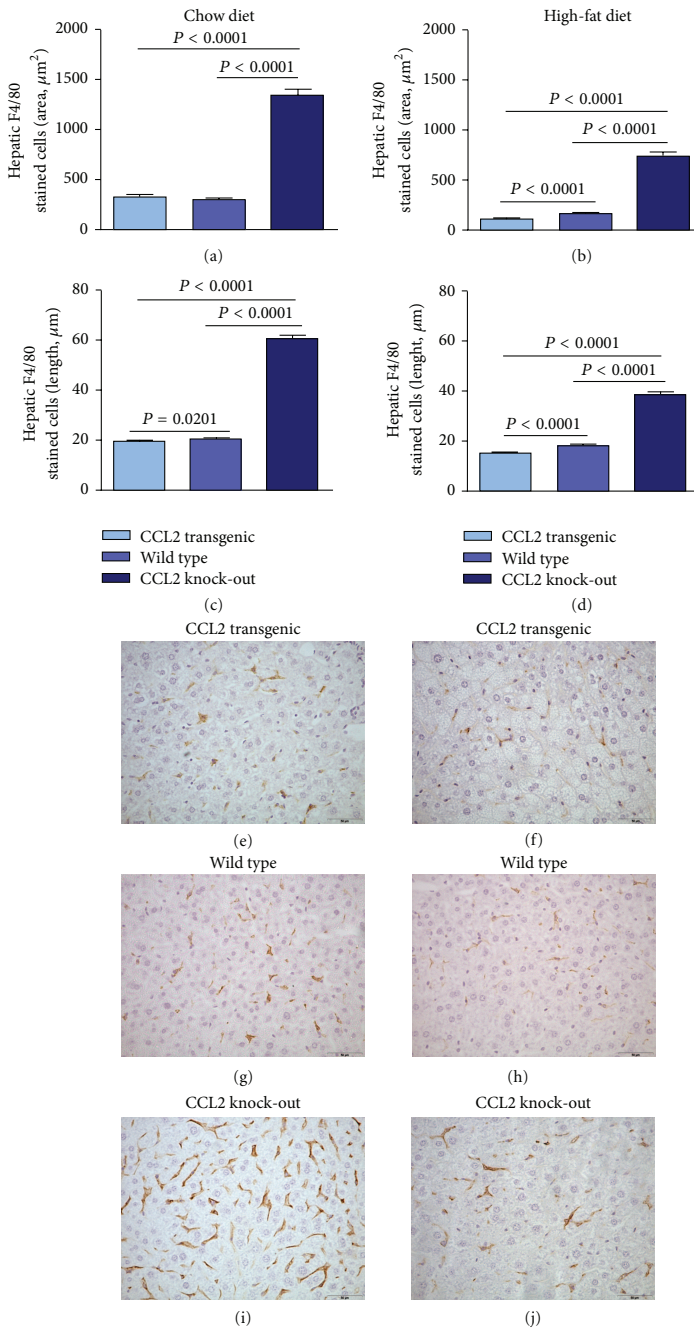 Chow diet
Hepatic F4/80
stained cells (area, μm²)
2000
1500
1000
500
0
P < 0.0001
P < 0.0001
(a)
High-fat diet
Hepatic F4/80
stained cells (area, μm²)
2000
1500
1000
500
0
P < 0.0001
P < 0.0001
P < 0.0001
(b)
Hepatic F4/80
stained cells (length, μm)
80
60
40
20
0
P < 0.0001
P < 0.0001
P = 0.0201
CCL2 transgenic
Wild type
CCL2 knock-out
(c)
Hepatic F4/80
stained cells (lenght, μm)
80
60
40
20
0
P < 0.0001
P < 0.0001
P < 0.0001
CCL2 transgenic
Wild type
CCL2 knock-out
(d)
CCL2 transgenic
(e)
CCL2 transgenic
(f)
Wild type
(g)
Wild type
(h)
CCL2 knock-out
(i)
CCL2 knock-out
(j)